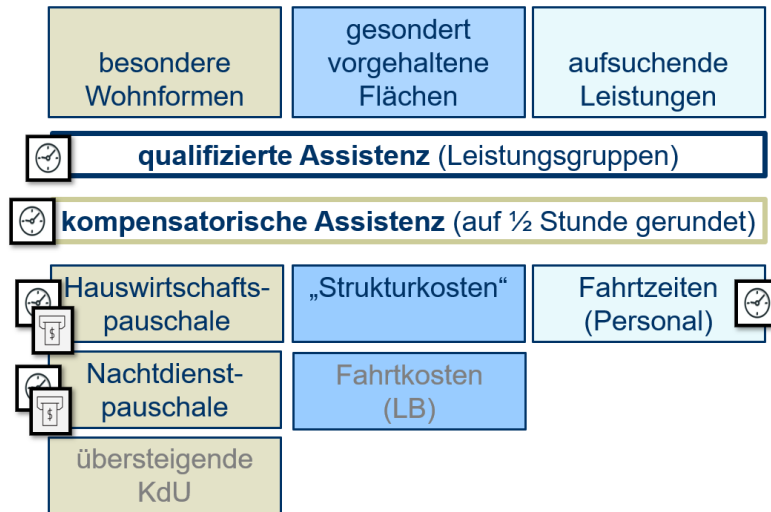 besondere
Wohnformen
gesondert
vorgehaltene
Flächen
aufsuchende
Leistungen
qualifizierte Assistenz (Leistungsgruppen)
kompensatorische Assistenz (auf ½ Stunde gerundet)
Hauswirtschafts-
pauschale
„Strukturkosten“
Fahrtzeiten
(Personal)
$
Nachtdienst-
pauschale
Fahrtkosten
(LB)
$
übersteigende
KdU